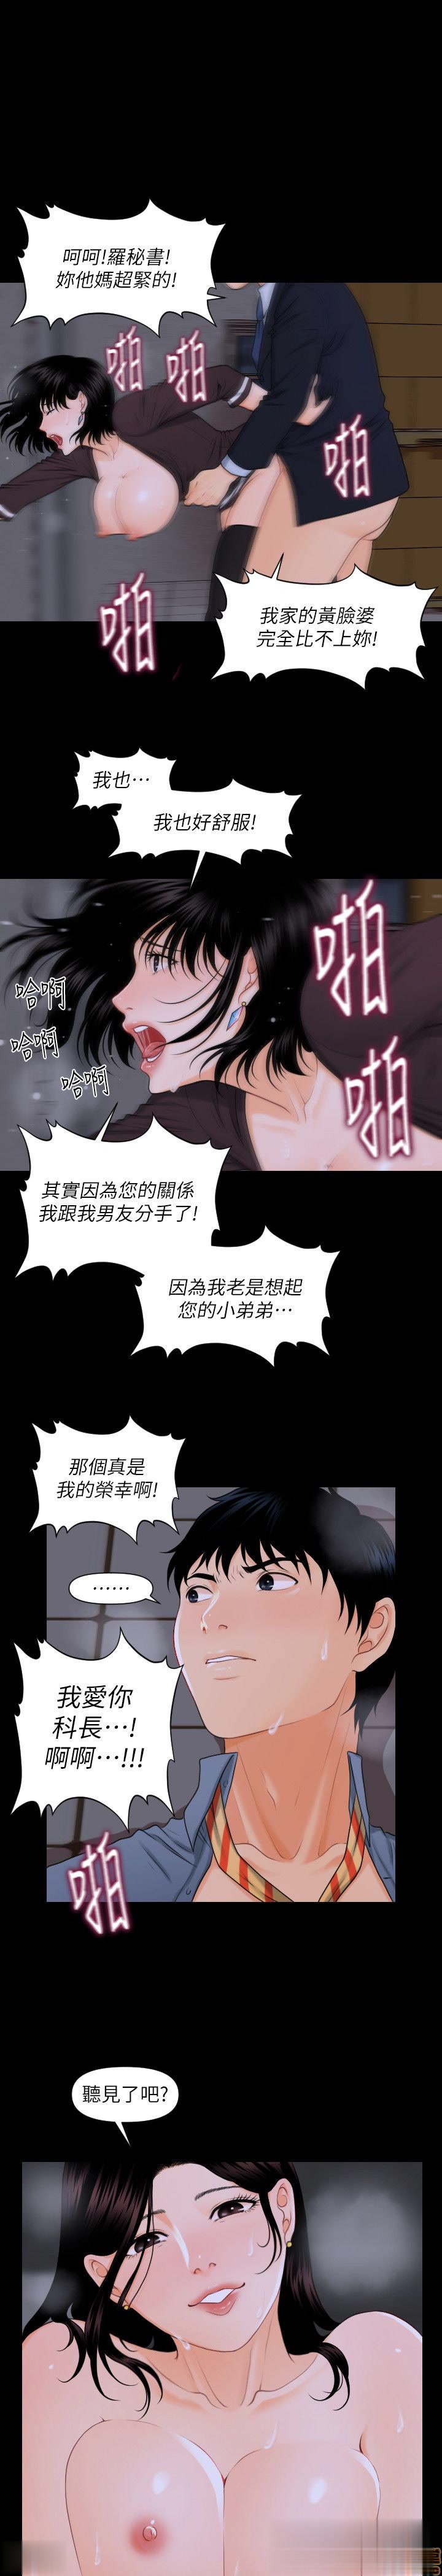 呵呵!羅秘書!
妳他媽超緊的!
啪
啪
啪
啪
我家的黃臉婆
完全比不上妳!
我也…
我也好舒服!
啪
哈啊
哈啊
哈啊
啪
其實因為您的關係
我跟我男友分手了!
因為我老是想起
您的小弟弟…
那個真是
我的榮幸啊!
……
我愛你
科長…!
啊啊…!!!
啪
聽見了吧?